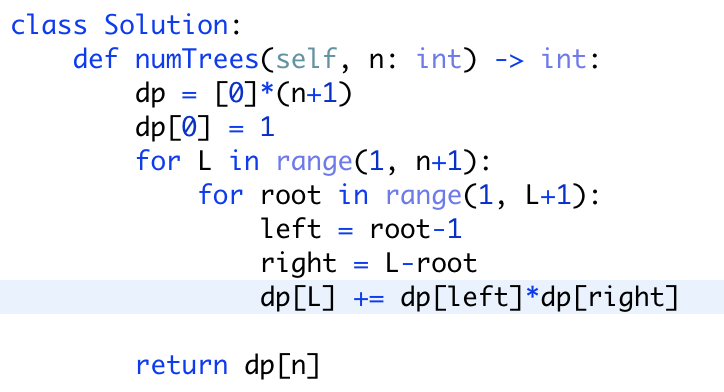 class Solution:
    def numTrees(self, n: int) -> int:
        dp = [0]*(n+1)
        dp[0] = 1
        for L in range(1, n+1):
            for root in range(1, L+1):
                left = root-1
                right = L-root
                dp[L] += dp[left]*dp[right]
        return dp[n]